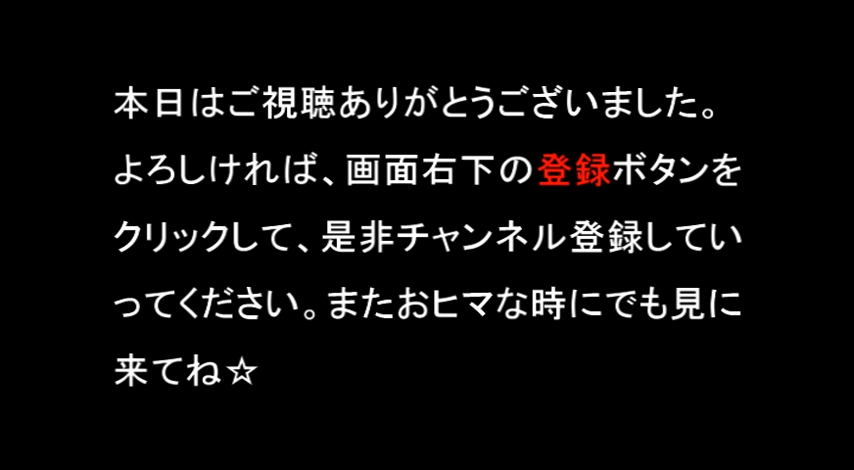 本日はご視聴ありがとうございました。
よろしければ、画面右下の登録ボタンを
クリックして、是非チャンネル登録してい
ってください。またおヒマな時にでも見に
来てね☆